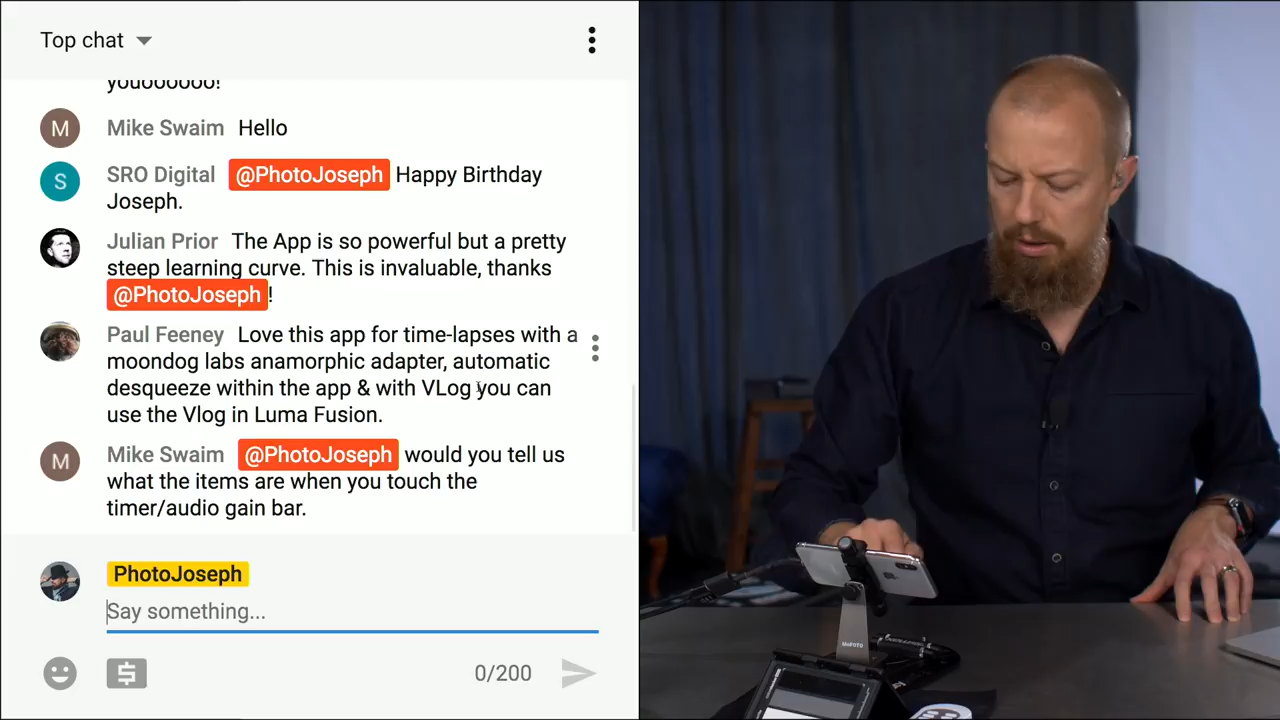 Top chat
youoooooo!
M Mike Swaim Hello
S SRO Digital @PhotoJoseph Happy Birthday
Joseph.
Julian Prior The App is so powerful but a pretty
steep learning curve. This is invaluable, thanks
@PhotoJoseph!
Paul Feeney Love this app for time-lapses with a
moondog labs anamorphic adapter, automatic
desqueeze within the app & with VLog you can
use the Vlog in Luma Fusion.
M Mike Swaim @PhotoJoseph would you tell us
what the items are when you touch the
timer/audio gain bar.
PhotoJoseph
Say something...
$ 0/200
MeFOTO